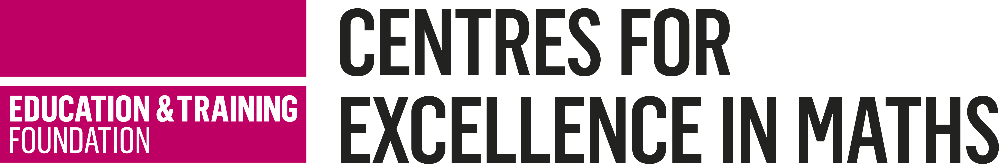 EDUCATION & TRAINING
FOUNDATION
CENTRES FOR
EXCELLENCE IN MATHS